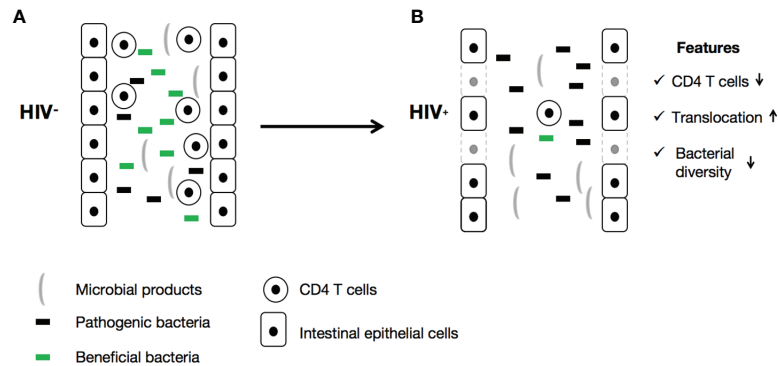 A
B
HIV-
HIV+
Features
✓ CD4 T cells ↓
✓ Translocation ↑
✓ Bacterial
diversity ↓
Microbial products
Pathogenic bacteria
Beneficial bacteria
CD4 T cells
Intestinal epithelial cells